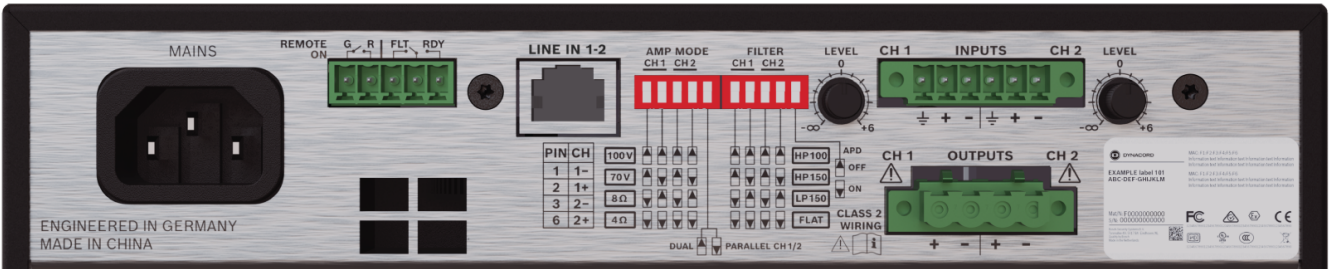 MAINS
REMOTE ON
G R FLT RDY
LINE IN 1-2
AMP MODE
CH 1 CH 2
FILTER
CH 1 CH 2
LEVEL
0
-∞ +6
CH 1 INPUTS CH 2
+ - + -
LEVEL
0
-∞ +6
PIN CH
1 1-
2 1+
3 2-
6 2+
100V
70V
8Ω
4Ω
DUAL
PARALLEL CH1/2
HP100
HP150
LP150
FLAT
APD
OFF
ON
CLASS 2
WIRING
CH 1 OUTPUTS CH 2
+ - + -
ENGINEERED IN GERMANY
MADE IN CHINA
DYNACORD
EXAMPLE label 101
ABC-DEF-GHIJKLM
FC
CE